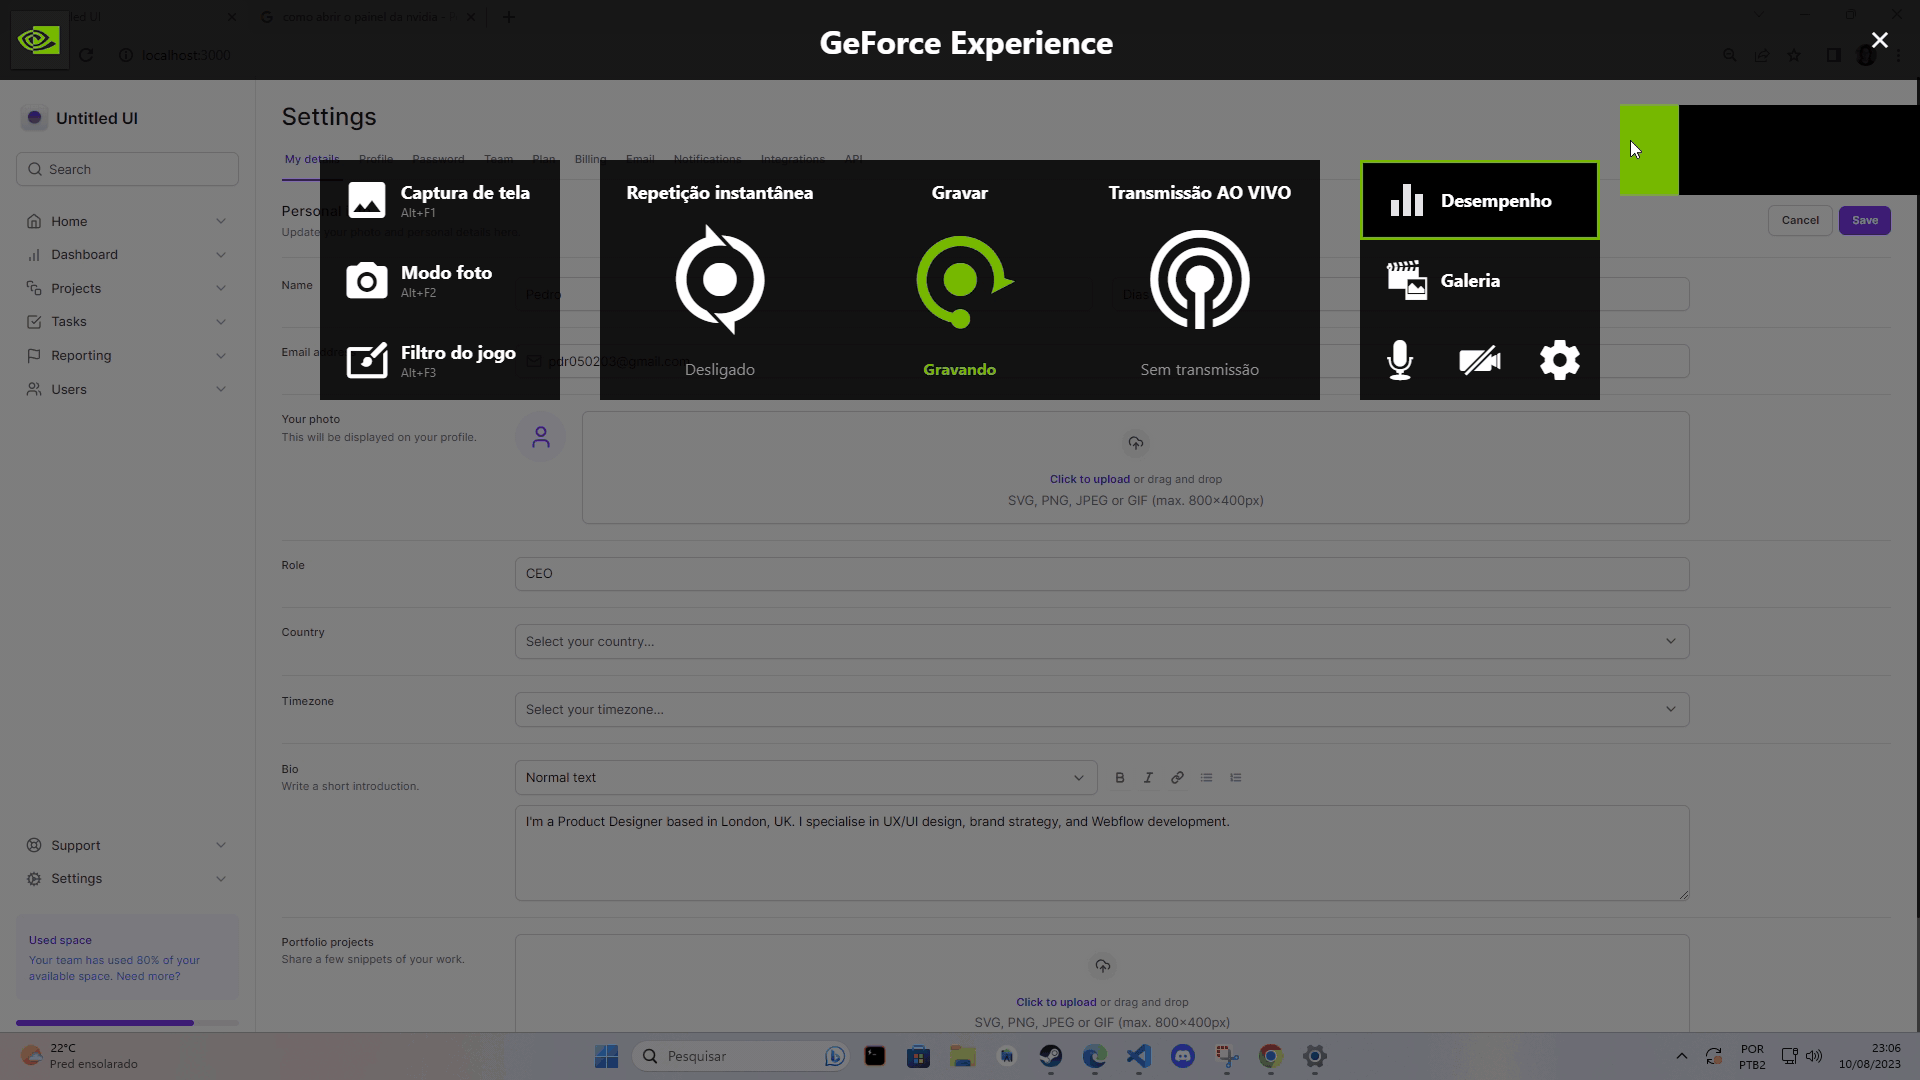 Untitled UI
como abrir o painel da nvidia -
localhost:3000
GeForce Experience
Untitled UI
Search
Home
Dashboard
Projects
Tasks
Reporting
Users
Support
Settings
Used space
Your team has used 80% of your
available space. Need more?
Settings
My details Profile Password Team Plan Billing Email Notifications Integrations API
Captura de tela
Alt+F1
Modo foto
Alt+F2
Filtro do jogo
Alt+F3
Repetição instantânea
Desligado
Gravar
Gravando
Transmissão AO VIVO
Sem transmissão
Desempenho
Galeria
Personal
Update your photo and personal details here.
Cancel
Save
Name
Pedro
Dias
Email
pdr050203@gmail.com
Your photo
This will be displayed on your profile.
Click to upload or drag and drop
SVG, PNG, JPEG or GIF (max. 800×400px)
Role
CEO
Country
Select your country...
Timezone
Select your timezone...
Bio
Write a short introduction.
Normal text
I'm a Product Designer based in London, UK. I specialise in UX/UI design, brand strategy, and Webflow development.
Portfolio projects
Share a few snippets of your work.
Click to upload or drag and drop
SVG, PNG, JPEG or GIF (max. 800×400px)
22°C
Pred ensolarado
Pesquisar
POR
PTB2
23:06
10/08/2023